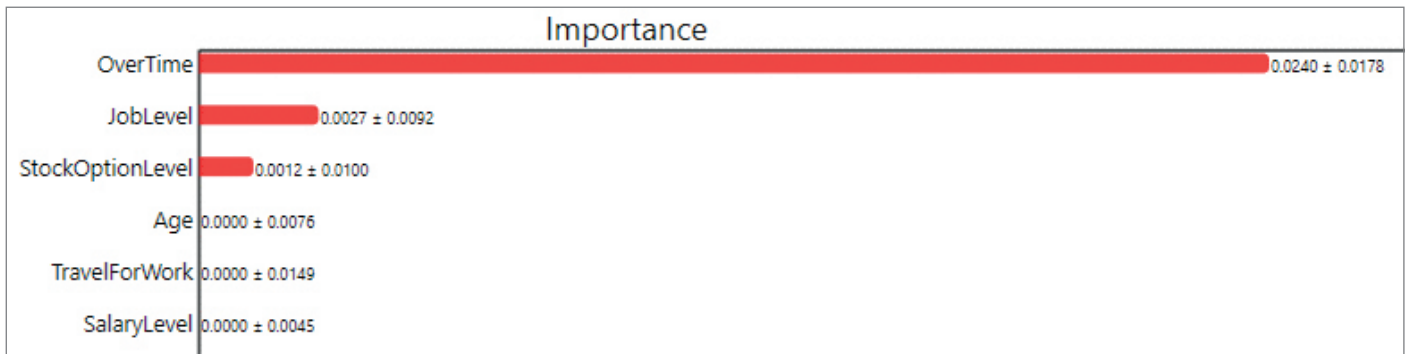 Importance
OverTime 0.0240 ± 0.0178
JobLevel 0.0027 ± 0.0092
StockOptionLevel 0.0012 ± 0.0100
Age 0.0000 ± 0.0076
TravelForWork 0.0000 ± 0.0149
SalaryLevel 0.0000 ± 0.0045